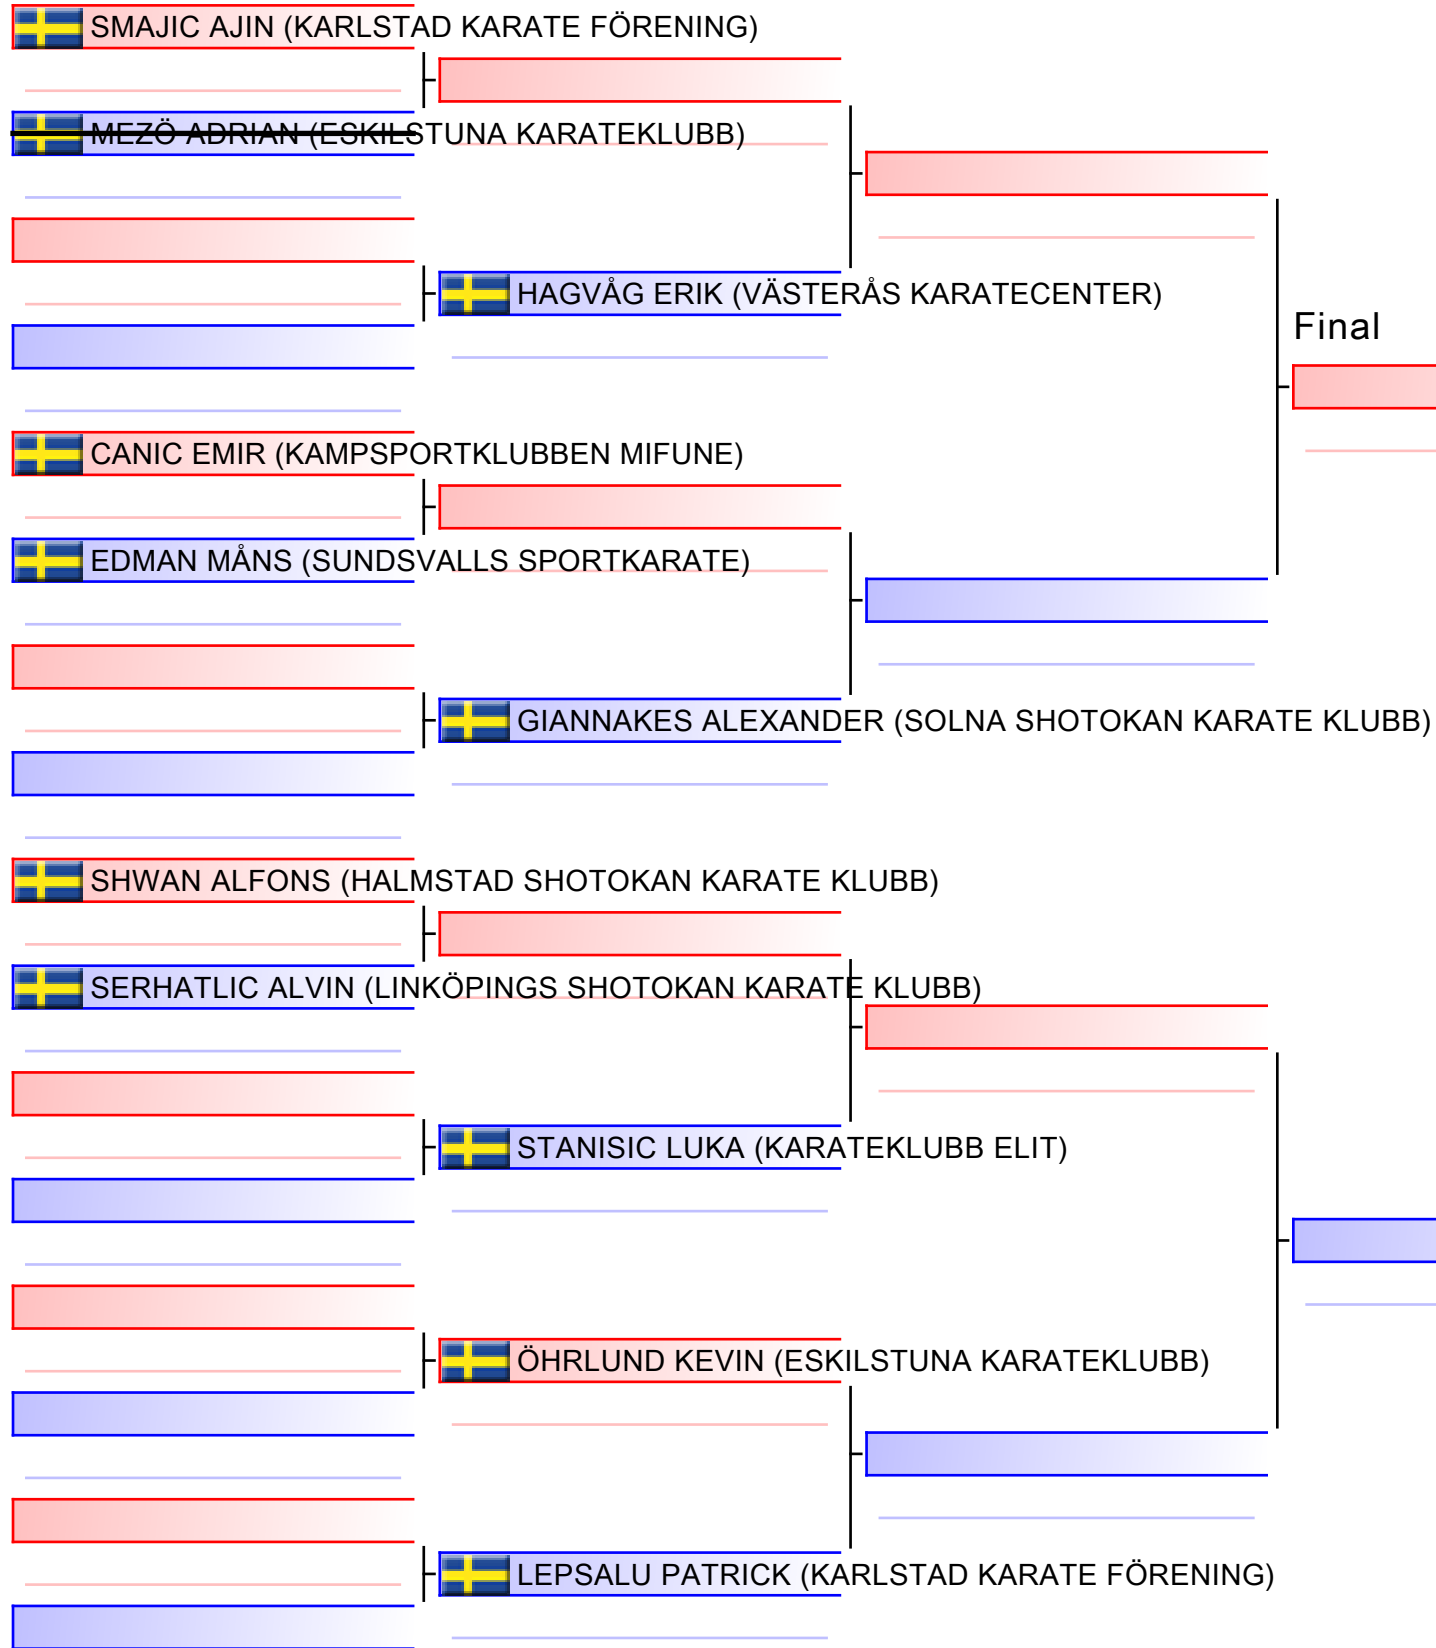 SMAJIC AJIN (KARLSTAD KARATE FÖRENING)
MEZÖ ADRIAN (ESKILSTUNA KARATEKLUBB)
HAGVÅG ERIK (VÄSTERÅS KARATECENTER)
Final
CANIC EMIR (KAMPSPORTKLUBBEN MIFUNE)
EDMAN MÅNS (SUNDSVALLS SPORTKARATE)
GIANNAKES ALEXANDER (SOLNA SHOTOKAN KARATE KLUBB)
SHWAN ALFONS (HALMSTAD SHOTOKAN KARATE KLUBB)
SERHATLIC ALVIN (LINKÖPINGS SHOTOKAN KARATE KLUBB)
STANISIC LUKA (KARATEKLUBB ELIT)
ÖHRLUND KEVIN (ESKILSTUNA KARATEKLUBB)
LEPSALU PATRICK (KARLSTAD KARATE FÖRENING)